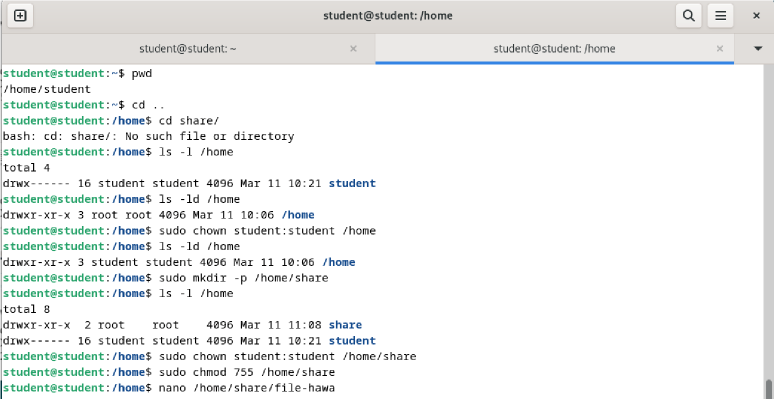 student@student: /home
student@student: ~
student@student: /home
student@student:~$ pwd
/home/student
student@student:~$ cd ..
student@student:/home$ cd share/
bash: cd: share/: No such file or directory
student@student:/home$ ls -l /home
total 4
drwx------ 16 student student 4096 Mar 11 10:21 student
student@student:/home$ ls -ld /home
drwxr-xr-x 3 root root 4096 Mar 11 10:06 /home
student@student:/home$ sudo chown student:student /home
student@student:/home$ ls -ld /home
drwxr-xr-x 3 student student 4096 Mar 11 10:06 /home
student@student:/home$ sudo mkdir -p /home/share
student@student:/home$ ls -l /home
total 8
drwxr-xr-x  2 root    root    4096 Mar 11 11:08 share
drwx------ 16 student student 4096 Mar 11 10:21 student
student@student:/home$ sudo chown student:student /home/share
student@student:/home$ sudo chmod 755 /home/share
student@student:/home$ nano /home/share/file-hawa